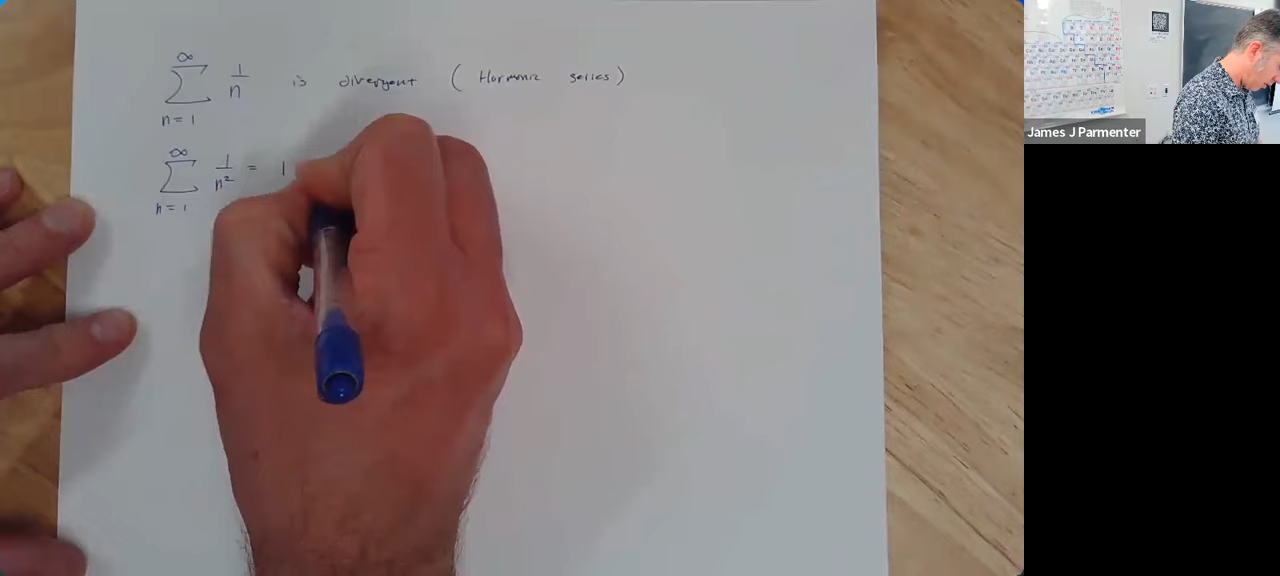 ∞
∑ 1/n is divergent ( Harmonic series )
n = 1
∞
∑ 1/n² = 1
n = 1
James J Parmenter